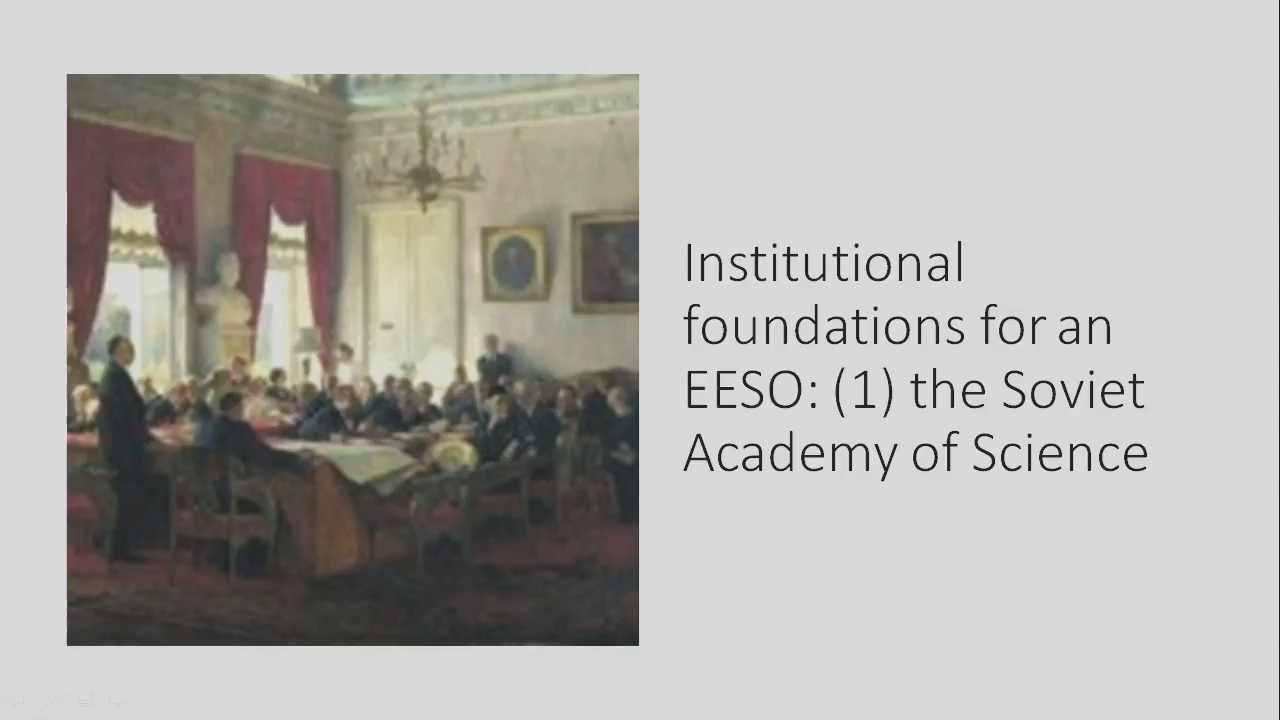 Institutional
foundations for an
EESO: (1) the Soviet
Academy of Science